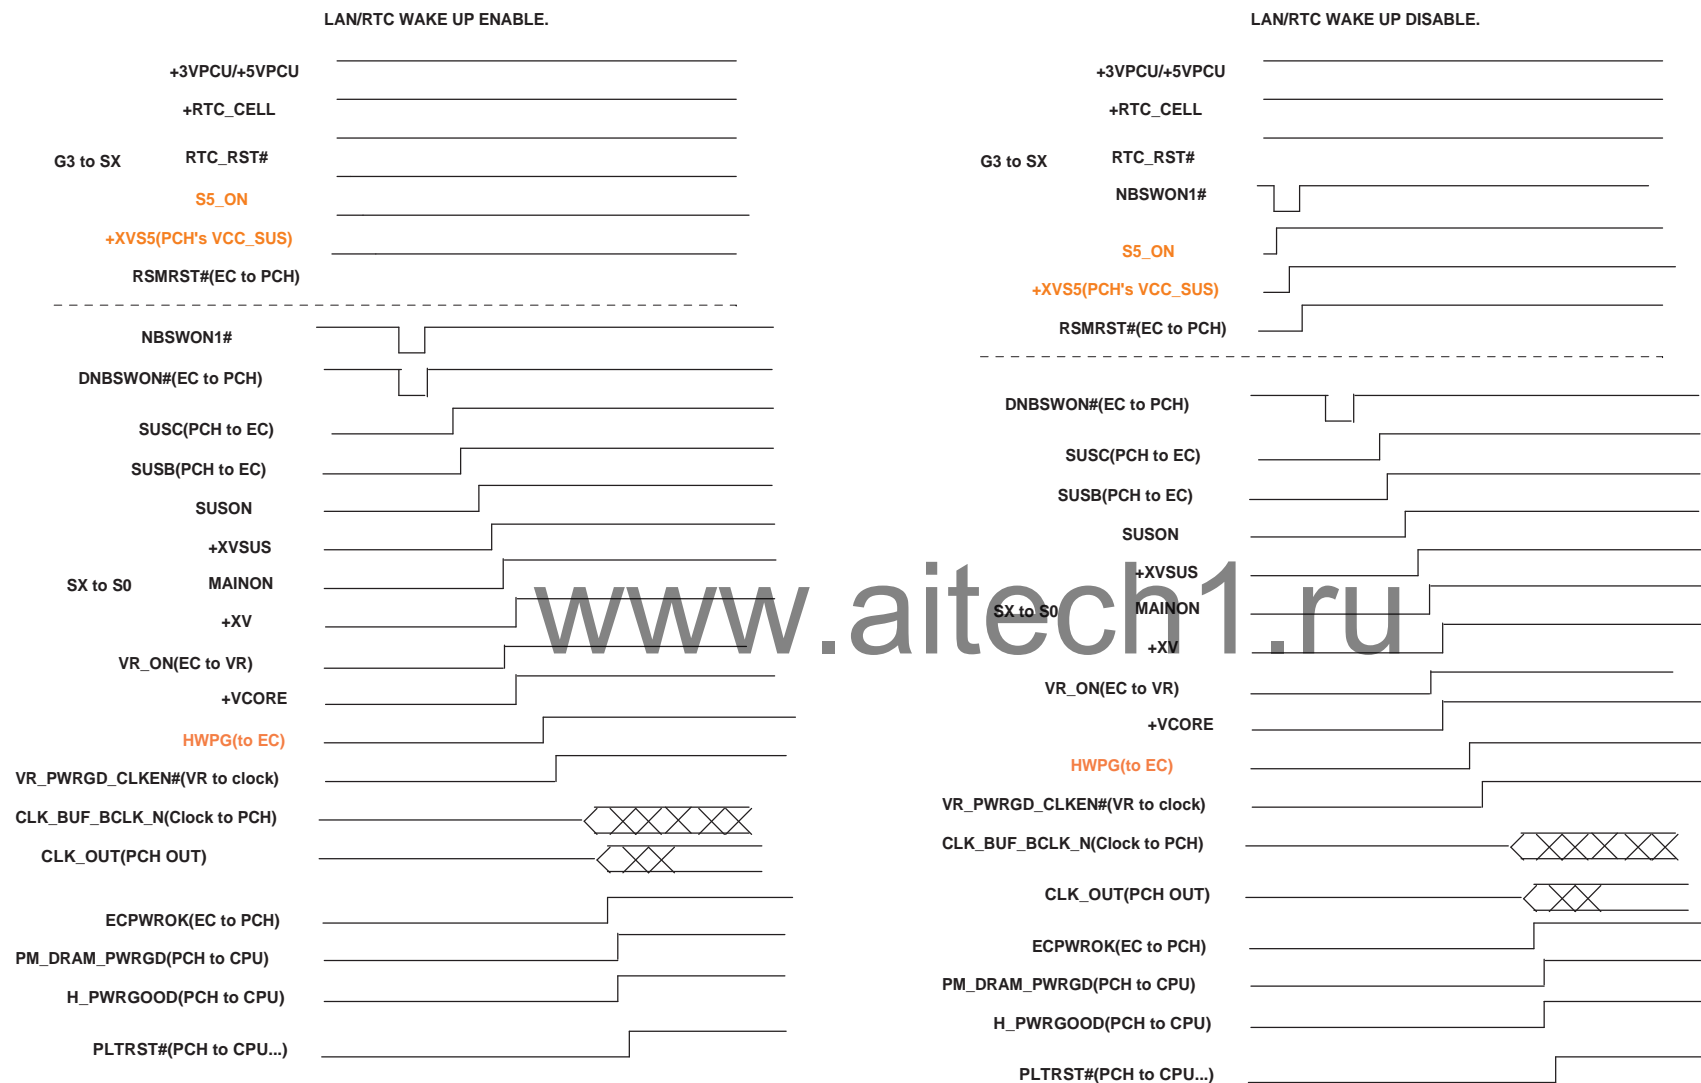 LAN/RTC WAKE UP ENABLE.
+3VPCU/+5VPCU
+RTC_CELL
G3 to SX
RTC_RST#
S5_ON
+XVS5(PCH's VCC_SUS)
RSMRST#(EC to PCH)
NBSWON1#
DNBSWON#(EC to PCH)
SUSC(PCH to EC)
SUSB(PCH to EC)
SUSON
+XVSUS
SX to S0
MAINON
+XV
VR_ON(EC to VR)
+VCORE
HWPG(to EC)
VR_PWRGD_CLKEN#(VR to clock)
CLK_BUF_BCLK_N(Clock to PCH)
CLK_OUT(PCH OUT)
ECPWROK(EC to PCH)
PM_DRAM_PWRGD(PCH to CPU)
H_PWRGOOD(PCH to CPU)
PLTRST#(PCH to CPU...)
LAN/RTC WAKE UP DISABLE.
+3VPCU/+5VPCU
+RTC_CELL
G3 to SX
RTC_RST#
NBSWON1#
S5_ON
+XVS5(PCH's VCC_SUS)
RSMRST#(EC to PCH)
DNBSWON#(EC to PCH)
SUSC(PCH to EC)
SUSB(PCH to EC)
SUSON
+XVSUS
SX to S0
MAINON
+XV
VR_ON(EC to VR)
+VCORE
HWPG(to EC)
VR_PWRGD_CLKEN#(VR to clock)
CLK_BUF_BCLK_N(Clock to PCH)
CLK_OUT(PCH OUT)
ECPWROK(EC to PCH)
PM_DRAM_PWRGD(PCH to CPU)
H_PWRGOOD(PCH to CPU)
PLTRST#(PCH to CPU...)
www.aitech1.ru